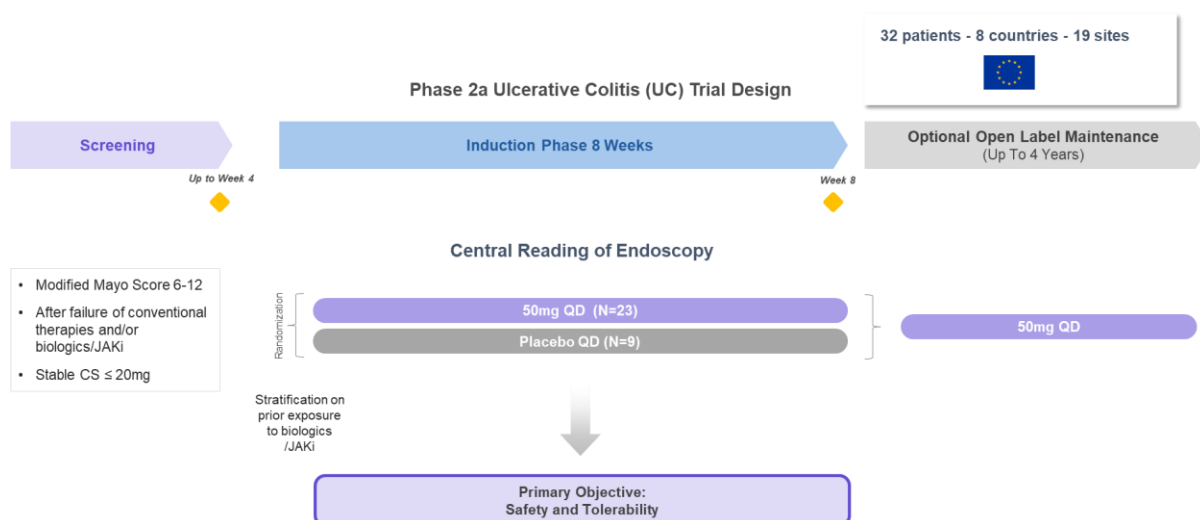 32 patients - 8 countries - 19 sites
Phase 2a Ulcerative Colitis (UC) Trial Design
Screening
Induction Phase 8 Weeks
Optional Open Label Maintenance
(Up To 4 Years)
Up to Week 4
Week 8
Central Reading of Endoscopy
• Modified Mayo Score 6-12
• After failure of conventional
therapies and/or
biologics/JAKi
• Stable CS ≤ 20mg
Randomization
50mg QD (N=23)
Placebo QD (N=9)
50mg QD
Stratification on
prior exposure
to biologics
/JAKi
Primary Objective:
Safety and Tolerability